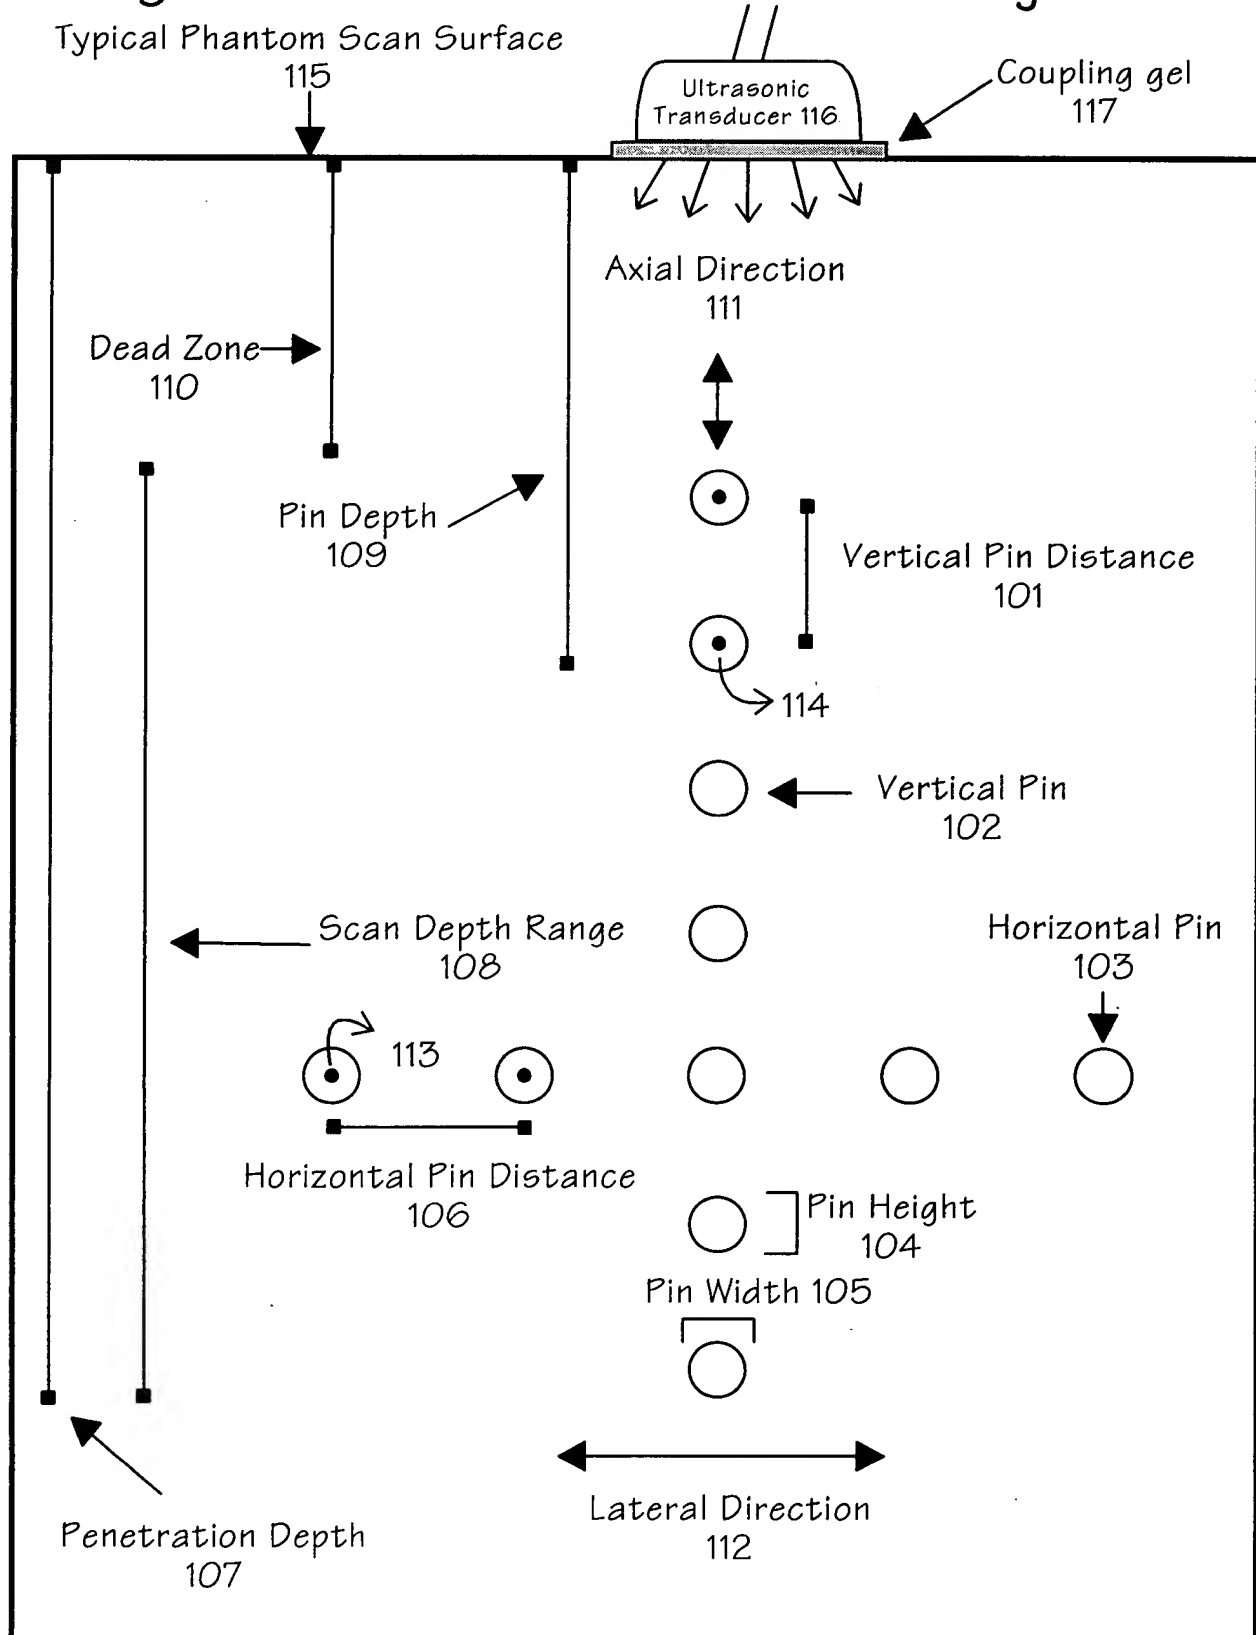 Typical Phantom Scan Surface
115
Ultrasonic
Transducer 116
Coupling gel
117
Axial Direction
111
Dead Zone
110
Pin Depth
109
Vertical Pin Distance
101
114
Vertical Pin
102
Scan Depth Range
108
Horizontal Pin
103
113
Horizontal Pin Distance
106
Pin Height
104
Pin Width 105
Lateral Direction
112
Penetration Depth
107